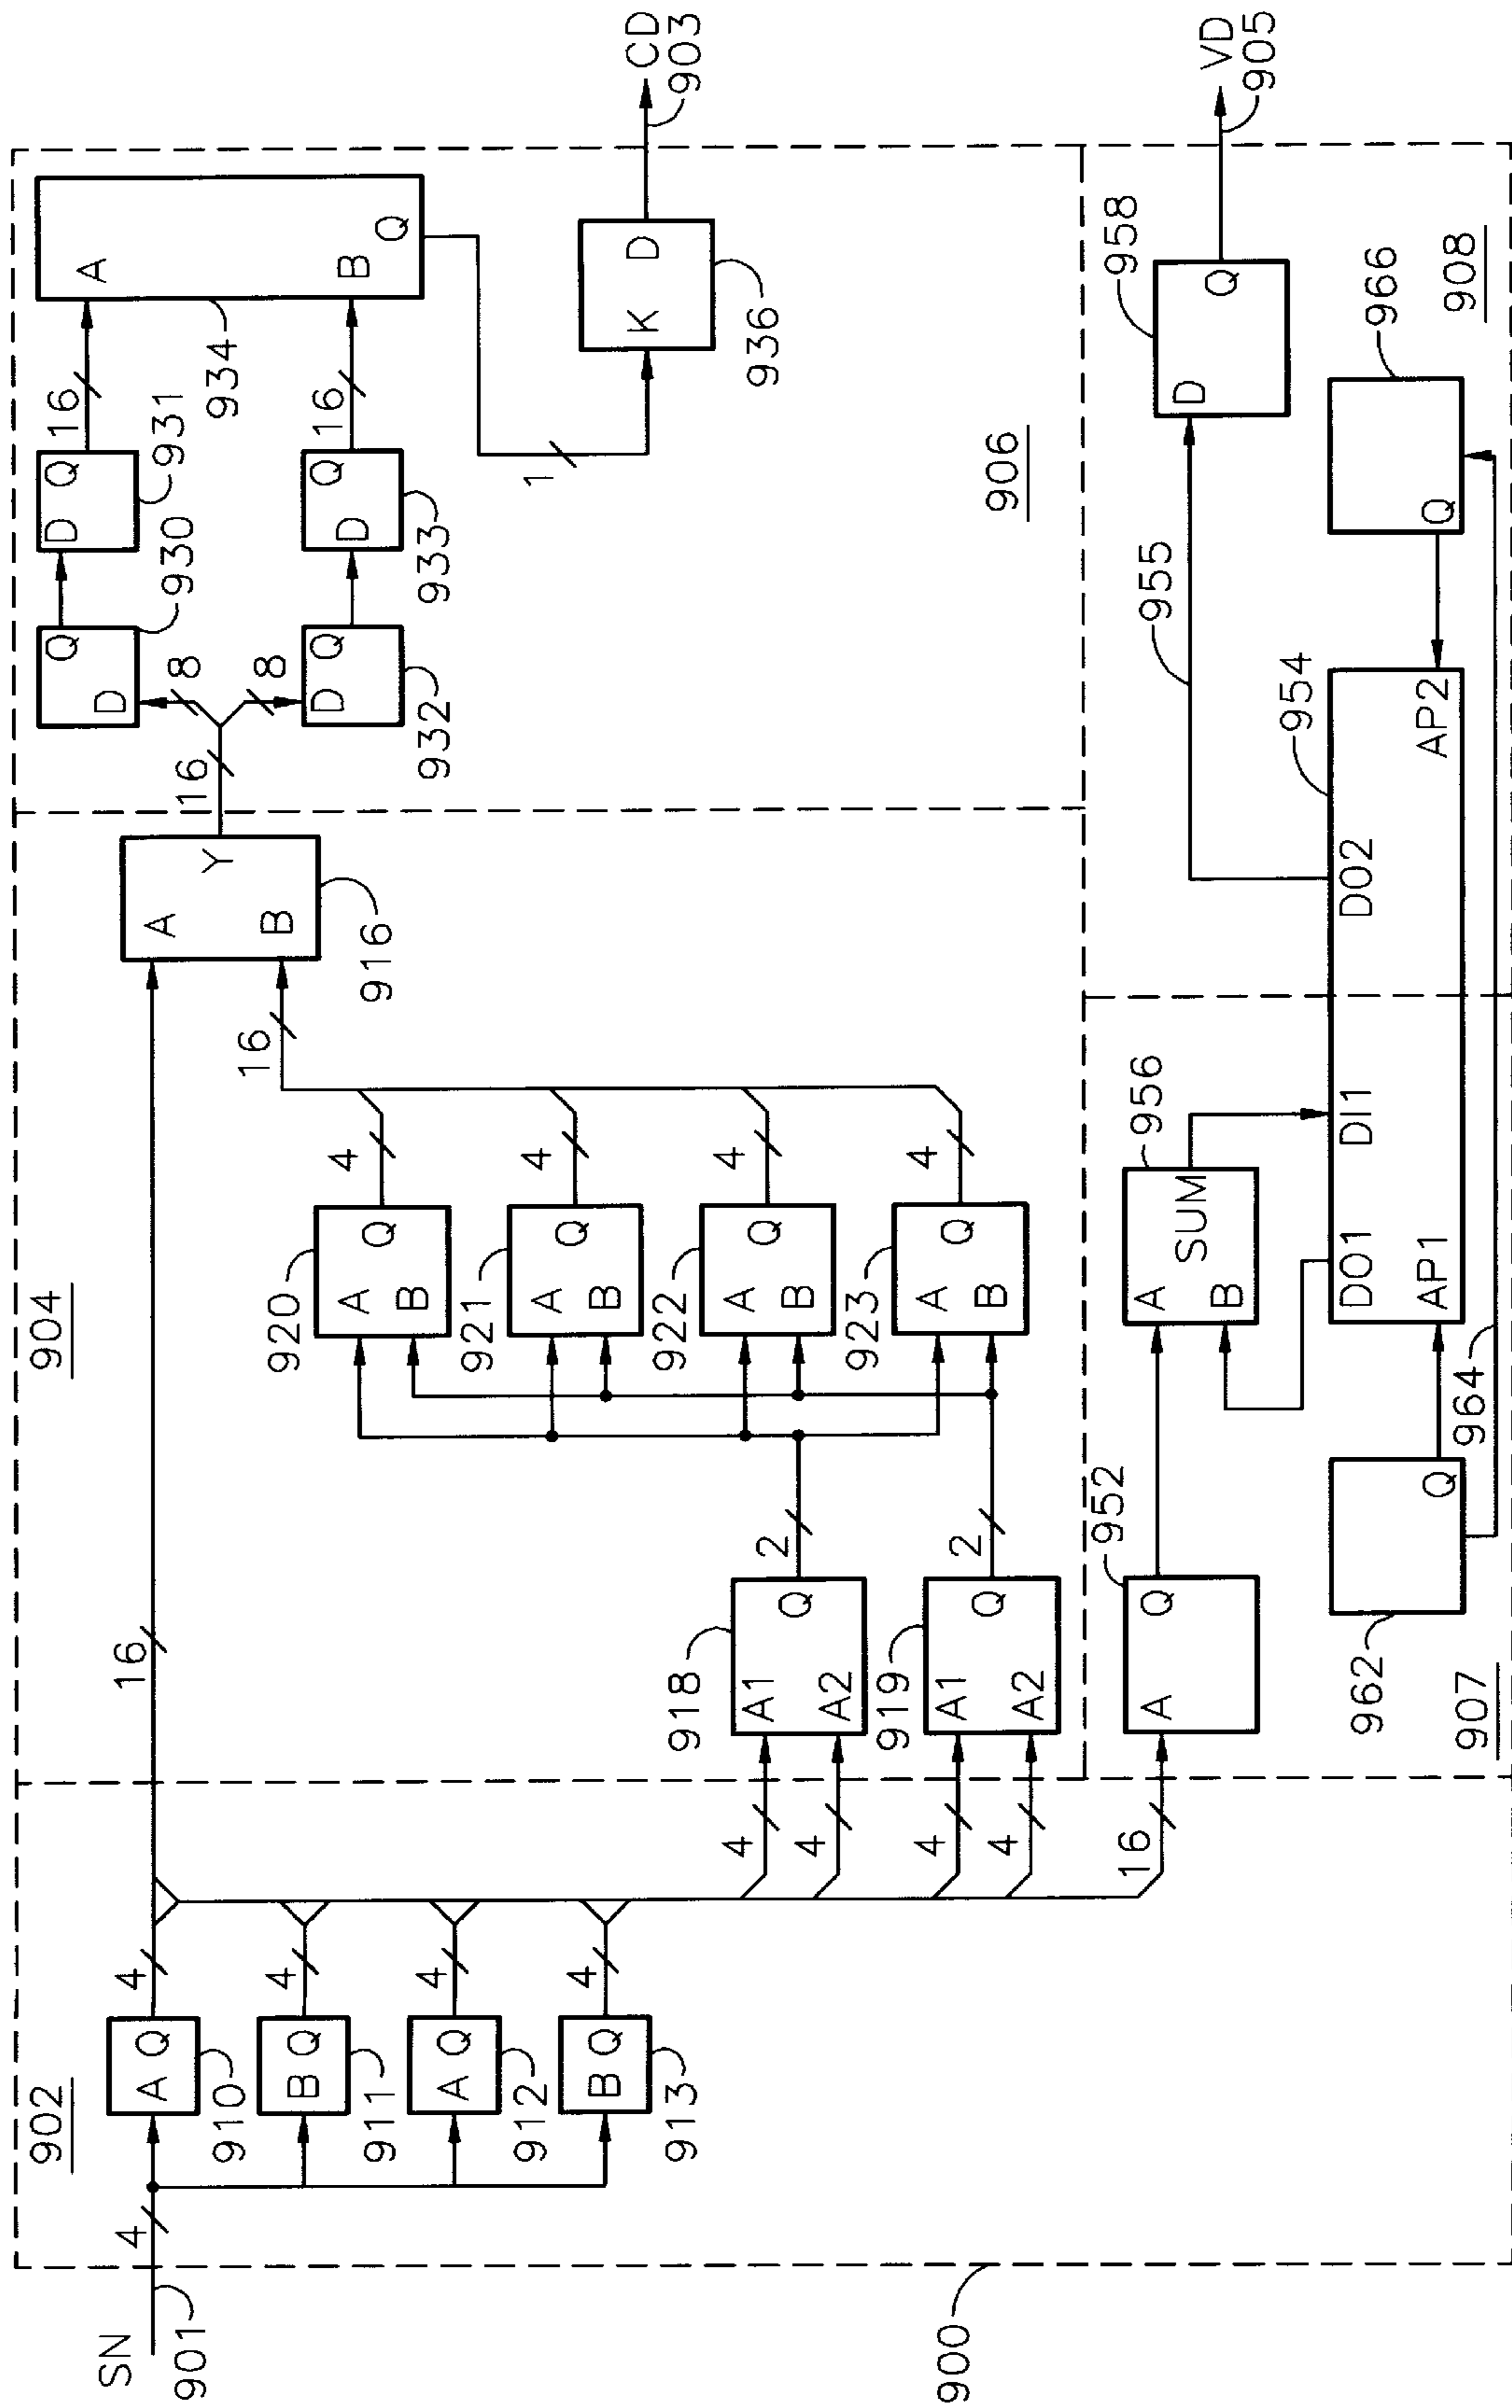 SN
901
4
902
A Q
910
B Q
911
A Q
912
B Q
913
4
4
4
4
900
904
16
4
4
4
4
16
A1
A2
Q
918
A1
A2
Q
919
2
2
A
B
Q
920
A
B
Q
921
A
B
Q
922
A
B
Q
923
4
4
4
4
16
A
B
Y
916
16
8
8
D
Q
930
D Q
931
D Q
932
D Q
933
16
16
A
B
Q
934
1
K D
936
CD
903
906
A
Q
952
907
962
Q
964
A
B
SUM
956
DO1
DI1
DO2
AP1
AP2
954
955
D
Q
958
VD
905
Q
966
908